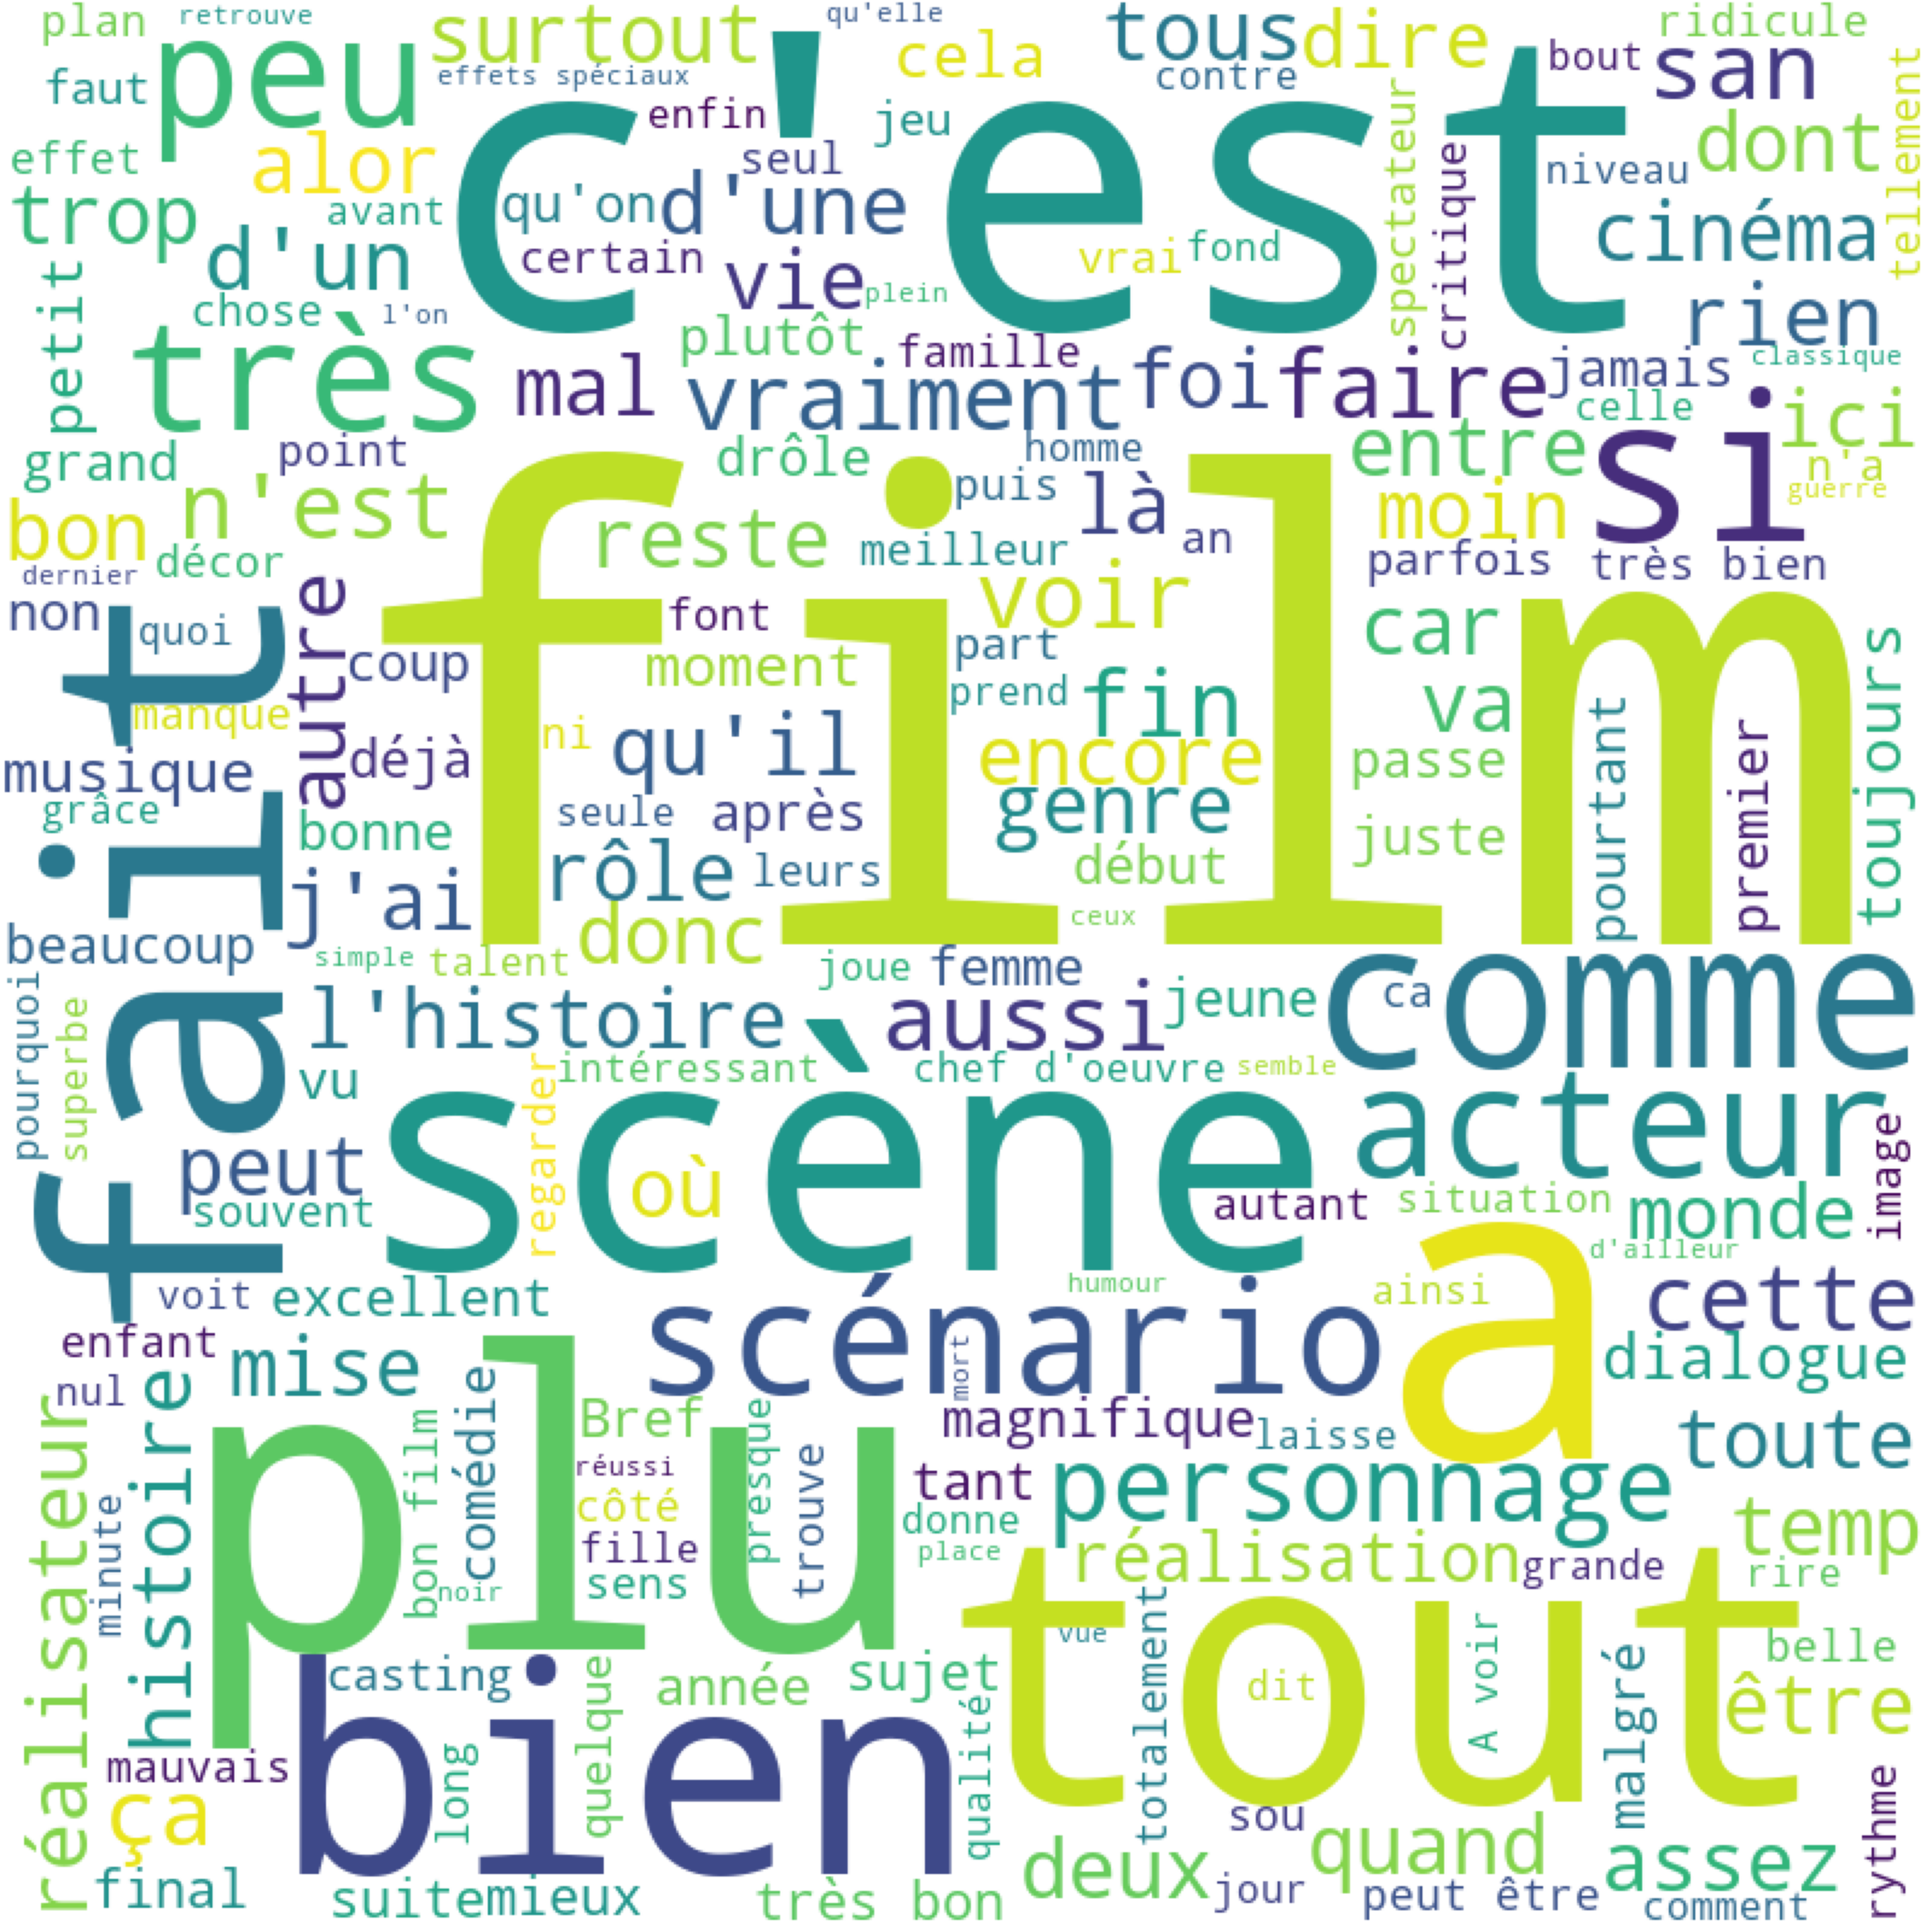 plan
retrouve
surtout
qu'elle
cela
tous
dire
ridicule
peu
faut
effets spéciaux
contre
bout
san
tellement
enfin
jeu
c'est
effet
alor
seul
spectateur
critique
niveau
dont
trop
avant
qu'on
d'une
cinéma
d'un
certain
vie
vrai
fond
petit
chose
l'on
plein
rien
très
mal
plutôt
famille
vraiment
foi
faire
jamais
classique
celle
ici
grand
point
drôle
homme
entre
si
n'a
guerre
bon
n'est
reste
puis
là
an
moin
décor
meilleur
dernier
parfois
très bien
film
non
quoi
autre
font
voir
car
coup
moment
part
toujours
fait
manque
prend
fin
va
pourtant
premier
musique
déjà
ni
qu'il
encore
passe
grâce
bonne
seule
après
genre
juste
j'ai
rôle
leurs
début
beaucoup
donc
ceux
simple
talent
joue
femme
comme
ca
pourquoi
superbe
l'histoire
aussi
jeune
vu
regarder
intéressant
chef d'oeuvre
semble
scène
acteur
image
peut
où
souvent
autant
situation
monde
d'ailleur
a
voit
excellent
humour
ainsi
cette
enfant
mise
scénario
mort
dialogue
nul
histoire
réalisateur
comédie
bon film
Bref
presque
magnifique
laisse
toute
plu
réussi
trouve
tant
personnage
minute
côté
donne
temp
fille
place
réalisation
grande
rire
noir
sens
tout
vue
totalement
A voir
belle
casting
quelque
année
sujet
dit
malgré
être
bien
mauvais
long
qualité
ça
sou
rythme
final
suite
mieux
très bon
deux
jour
quand
peut être
assez
comment